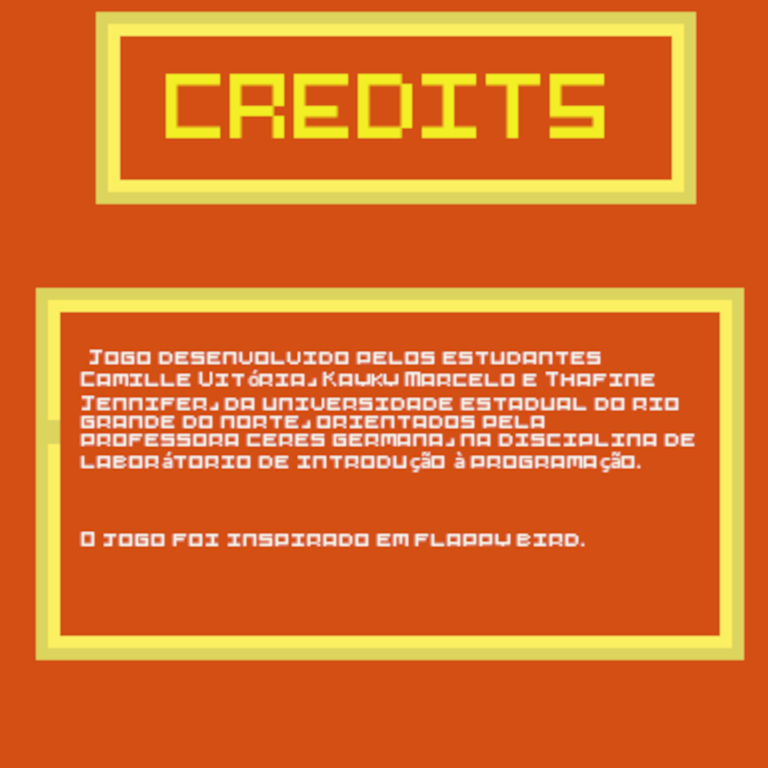 CREDITS
Jogo desenvolvido pelos estudantes
Camille Vitória, Kawky Marcelo e Thafine
Jennifer, da Universidade Estadual do Rio
Grande do Norte, orientados pela
professora Ceres Germana, na disciplina de
laborátorio de introdução à programação.
O jogo foi inspirado em Flappy Bird.